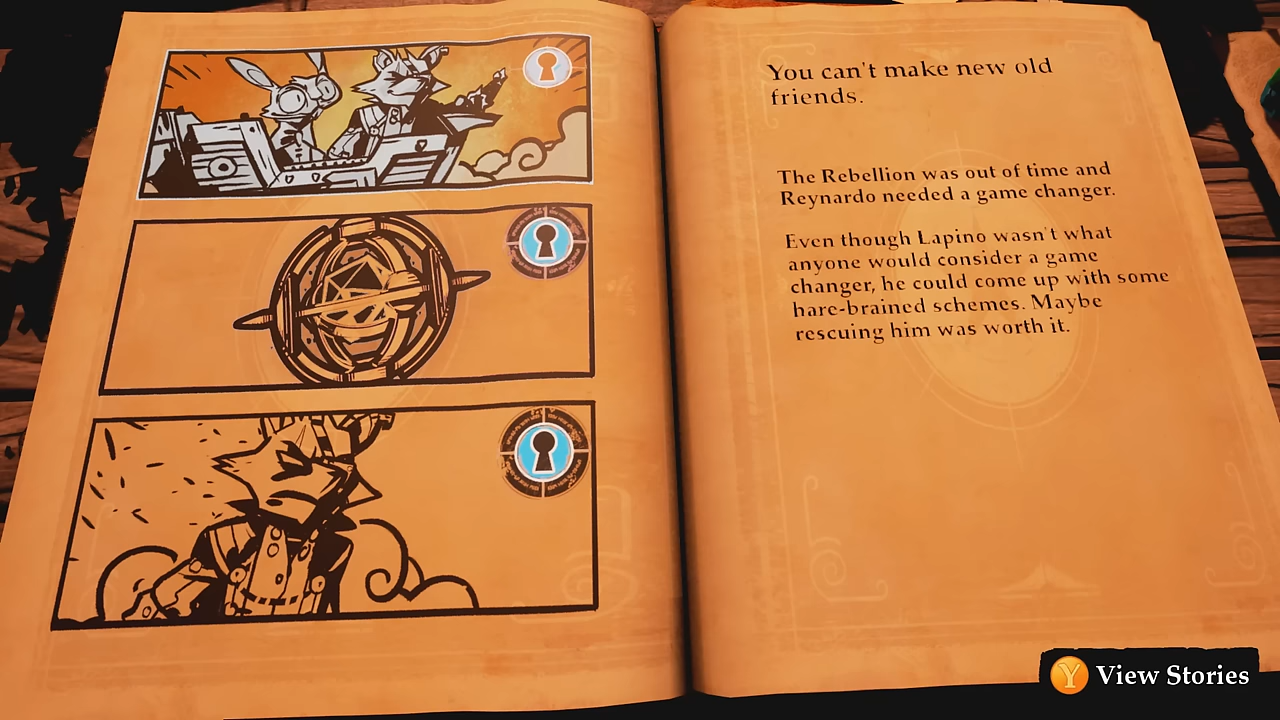 You can't make new old
friends.
The Rebellion was out of time and
Reynardo needed a game changer.
Even though Lapino wasn't what
anyone would consider a game
changer, he could come up with some
hare-brained schemes. Maybe
rescuing him was worth it.
Y View Stories